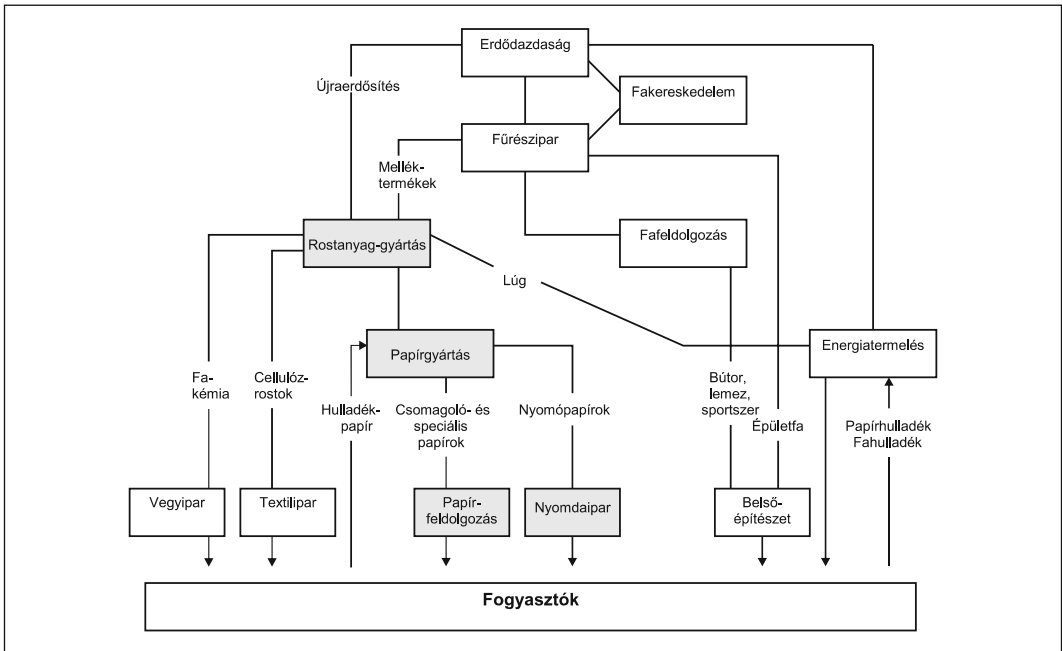 Erdődazdaság
Újraerdősítés
Fakereskedelem
Fűrészipar
Mellék-
termékek
Rostanyag-gyártás
Fafeldolgozás
Lúg
Papírgyártás
Energiatermelés
Fa-
kémia
Cellulóz-
rostok
Hulladék-
papír
Csomagoló- és
speciális
papírok
Nyomópapírok
Bútor,
lemez,
sportszer
Épületfa
Papírhulladék
Fahulladék
Vegyipar
Textilipar
Papír-
feldolgozás
Nyomdaipar
Belső-
építészet
Fogyasztók